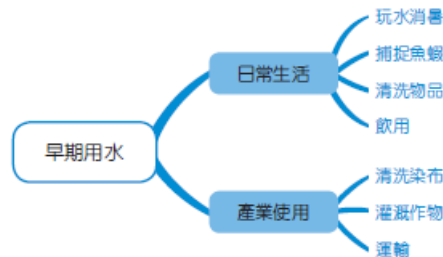 早期用水
日常生活
玩水消暑
捕捉魚蝦
清洗物品
飲用
產業使用
清洗染布
灌溉作物
運輸